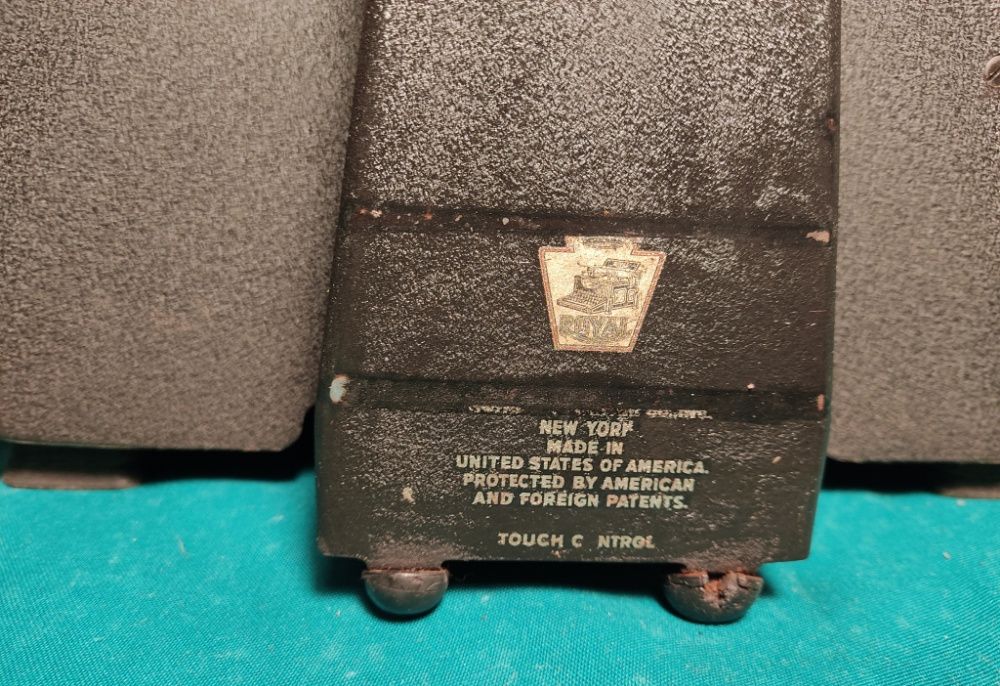 ROYAL
NEW YORK
MADE IN
UNITED STATES OF AMERICA.
PROTECTED BY AMERICAN
AND FOREIGN PATENTS.
TOUCH C NTROL